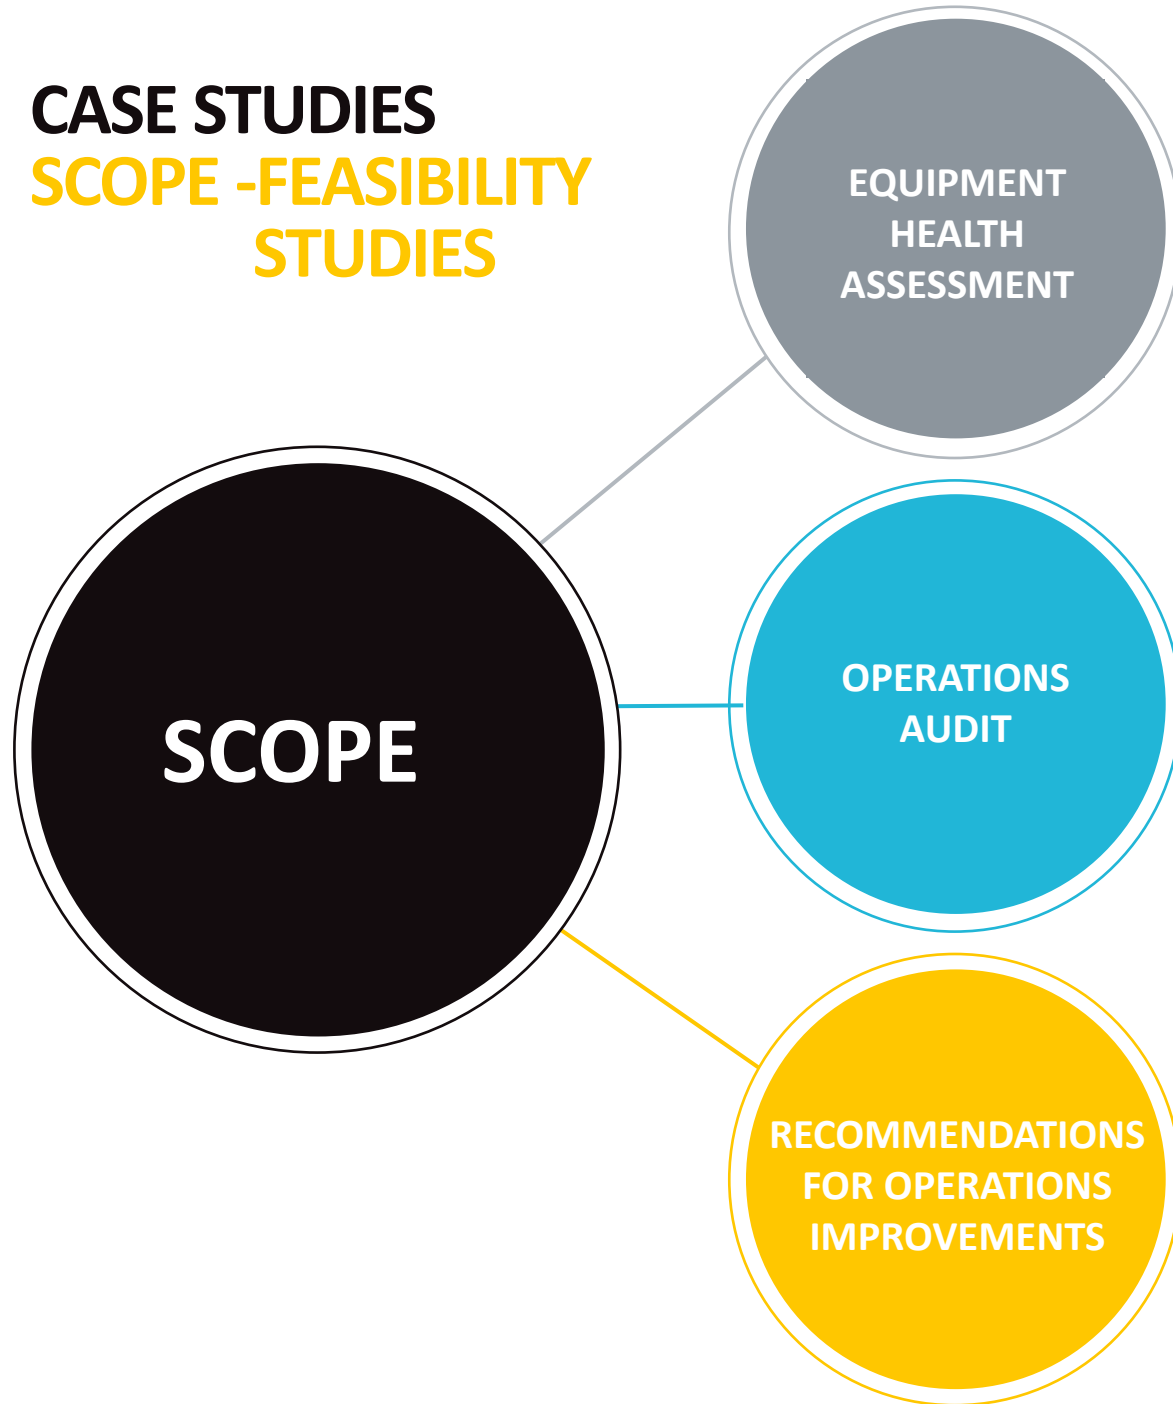 CASE STUDIES
SCOPE -FEASIBILITY
STUDIES
EQUIPMENT
HEALTH
ASSESSMENT
SCOPE
OPERATIONS
AUDIT
RECOMMENDATIONS
FOR OPERATIONS
IMPROVEMENTS